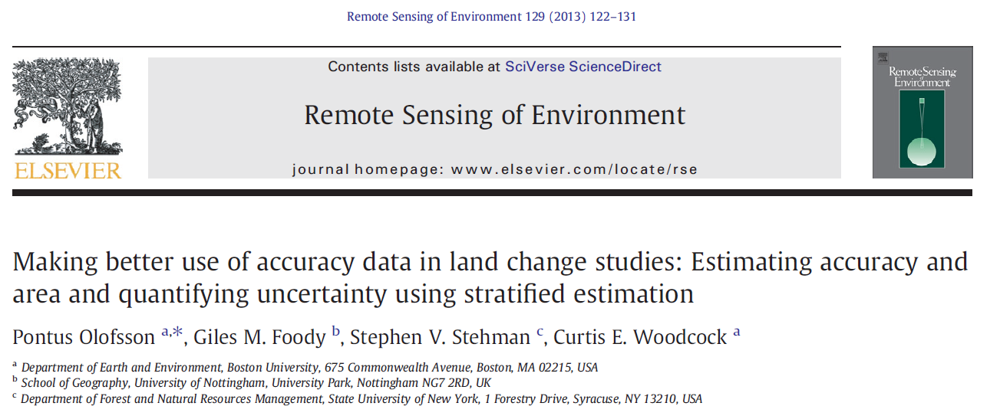 Remote Sensing of Environment 129 (2013) 122–131
Contents lists available at SciVerse ScienceDirect
Remote Sensing of Environment
journal homepage: www.elsevier.com/locate/rse
ELSEVIER
Remote Sensing
of
Environment
Making better use of accuracy data in land change studies: Estimating accuracy and
area and quantifying uncertainty using stratified estimation
Pontus Olofsson a,*, Giles M. Foody b, Stephen V. Stehman c, Curtis E. Woodcock a
a Department of Earth and Environment, Boston University, 675 Commonwealth Avenue, Boston, MA 02215, USA
b School of Geography, University of Nottingham, University Park, Nottingham NG7 2RD, UK
c Department of Forest and Natural Resources Management, State University of New York, 1 Forestry Drive, Syracuse, NY 13210, USA